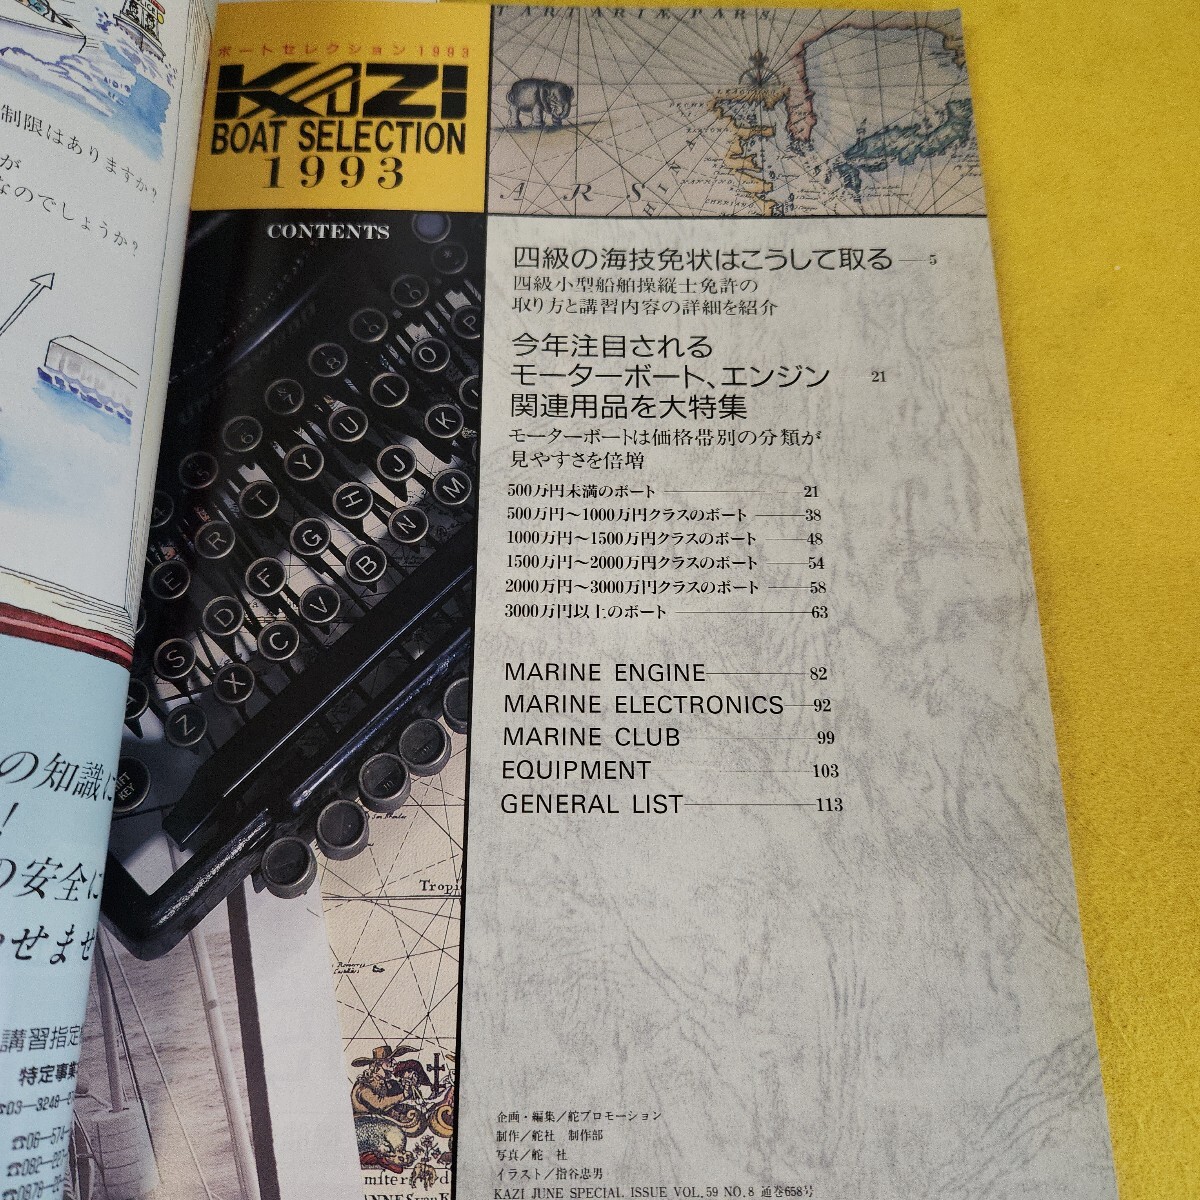 制限はありますか?
が
なのでしょうか?
の知識に
!
の安全に
講習指定
特定事業
ボートセレクション1993
KAZI
BOAT SELECTION
1993
CONTENTS
TARTARIÆ PARS
四級の海技免状はこうして取る 5
四級小型船舶操縦士免許の
取り方と講習内容の詳細を紹介
今年注目される
モーターボート、エンジン 21
関連用品を大特集
モーターボートは価格帯別の分類が
見やすさを倍増
500万円未満のボート 21
500万円〜1000万円クラスのボート 38
1000万円〜1500万円クラスのボート 48
1500万円〜2000万円クラスのボート 54
2000万円〜3000万円クラスのボート 58
3000万円以上のボート 63
MARINE ENGINE 82
MARINE ELECTRONICS 92
MARINE CLUB 99
EQUIPMENT 103
GENERAL LIST 113
企画・編集/舵プロモーション
制作/舵社 制作部
写真/舵 社
イラスト/指谷忠男
KAZI JUNE SPECIAL ISSUE VOL.59 NO.8 通巻658号
O P
U I
T Y J K
R G H M
E F B N
D V
S C
X
Z
SHIFT
KEY